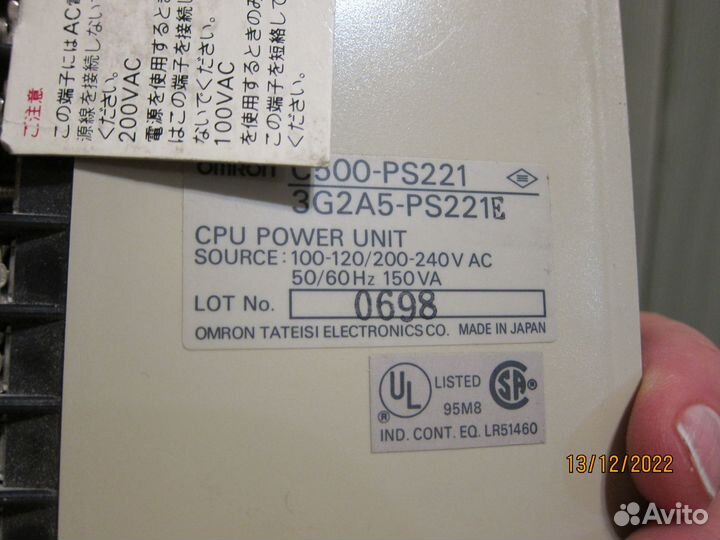 ご注意
この端子にはAC電
源線を接続しない
ください。
200VAC
電源を使用するとき
はこの端子を接続し
ないでください。
100VAC
を使用するときのみ
この端子を短絡して
ください。
OMRON C500-PS221
3G2A5-PS221E
CPU POWER UNIT
SOURCE: 100-120/200-240V AC
50/60Hz 150VA
LOT No. 0698
OMRON TATEISI ELECTRONICS CO. MADE IN JAPAN
UL ® LISTED SA ®
95M8
IND. CONT. EQ. LR51460
13/12/2022
Avito